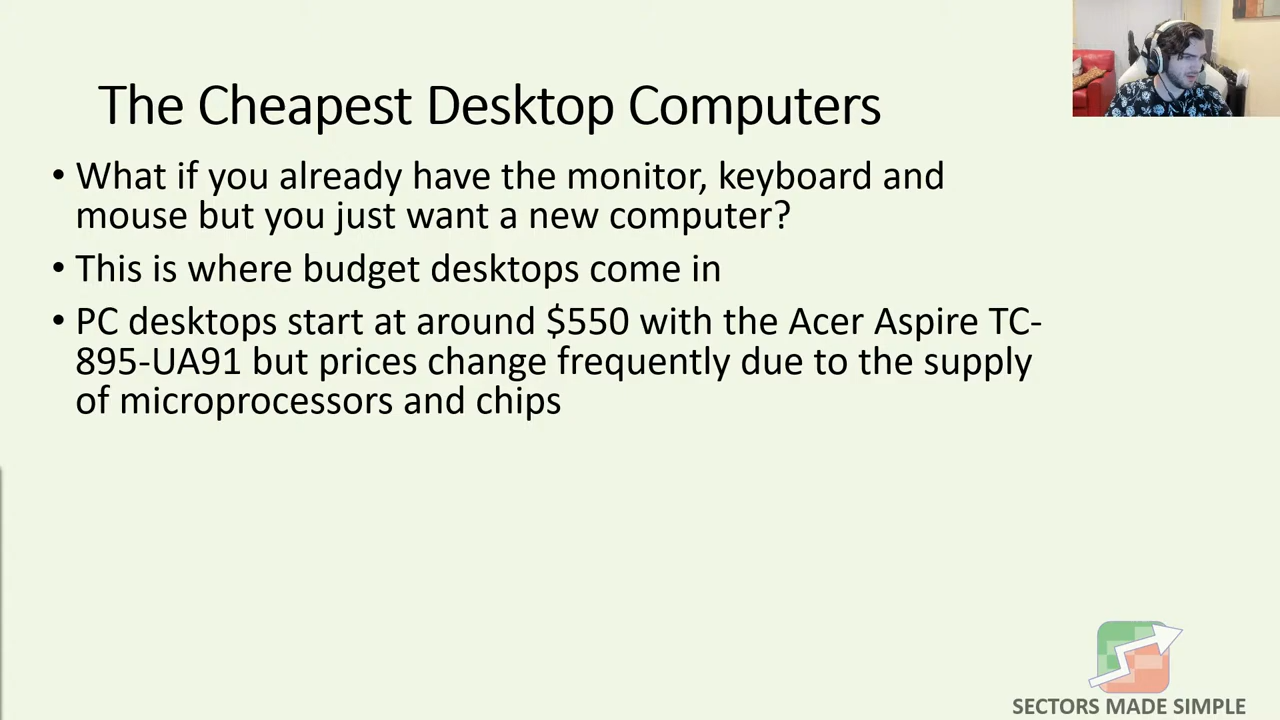 The Cheapest Desktop Computers
• What if you already have the monitor, keyboard and
mouse but you just want a new computer?
• This is where budget desktops come in
• PC desktops start at around $550 with the Acer Aspire TC-
895-UA91 but prices change frequently due to the supply
of microprocessors and chips
SECTORS MADE SIMPLE